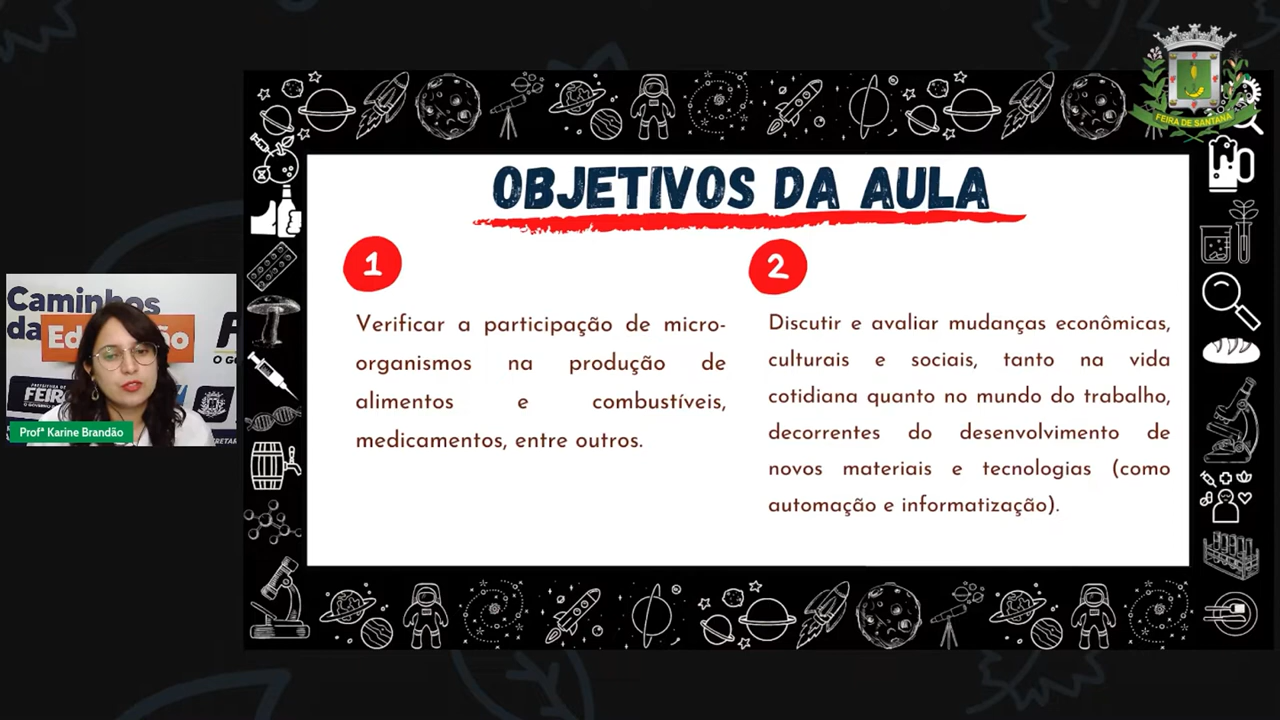 FEIRA DE SANTANA
OBJETIVOS DA AULA
1
Verificar a participação de micro-
organismos na produção de
alimentos e combustíveis,
medicamentos, entre outros.
2
Discutir e avaliar mudanças econômicas,
culturais e sociais, tanto na vida
cotidiana quanto no mundo do trabalho,
decorrentes do desenvolvimento de
novos materiais e tecnologias (como
automação e informatização).
Caminhos
da
Profª Karine Brandão